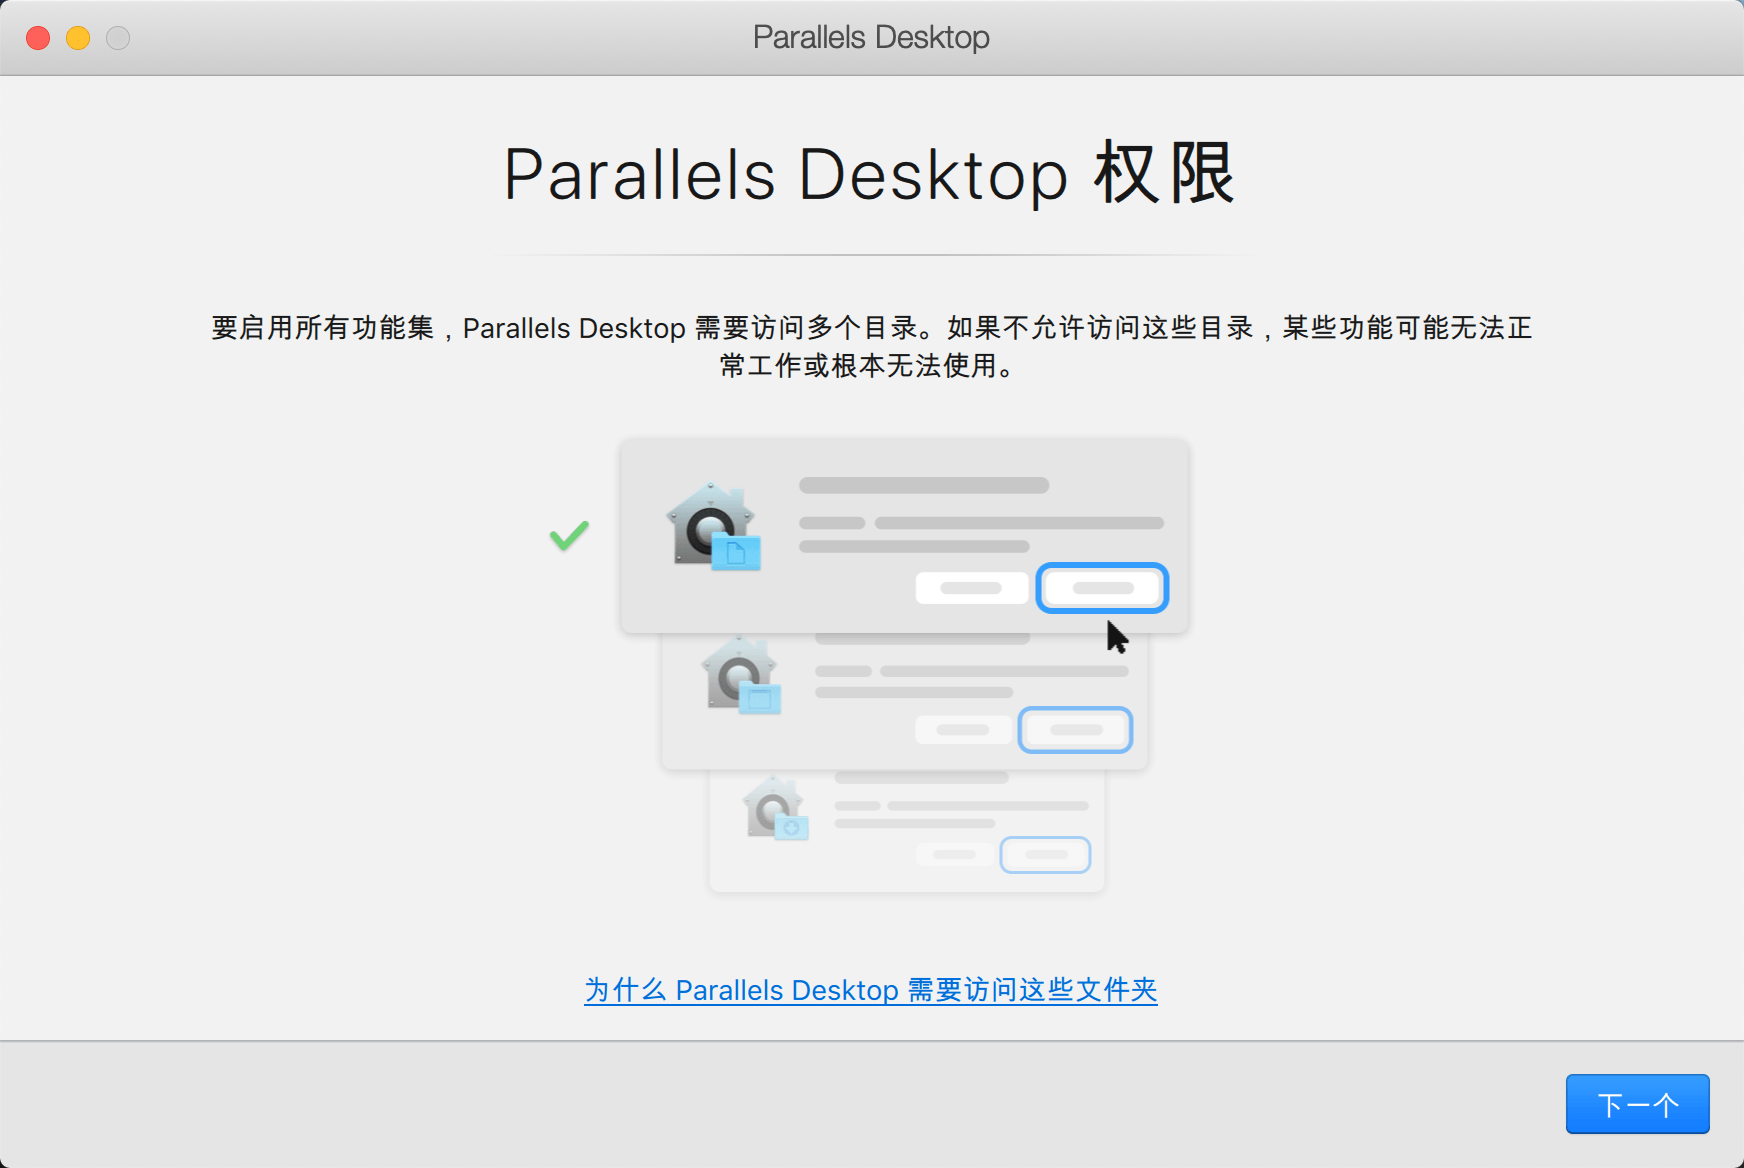 Parallels Desktop
Parallels Desktop 权限
要启用所有功能集，Parallels Desktop 需要访问多个目录。如果不允许访问这些目录，某些功能可能无法正
常工作或根本无法使用。
为什么 Parallels Desktop 需要访问这些文件夹
下一个